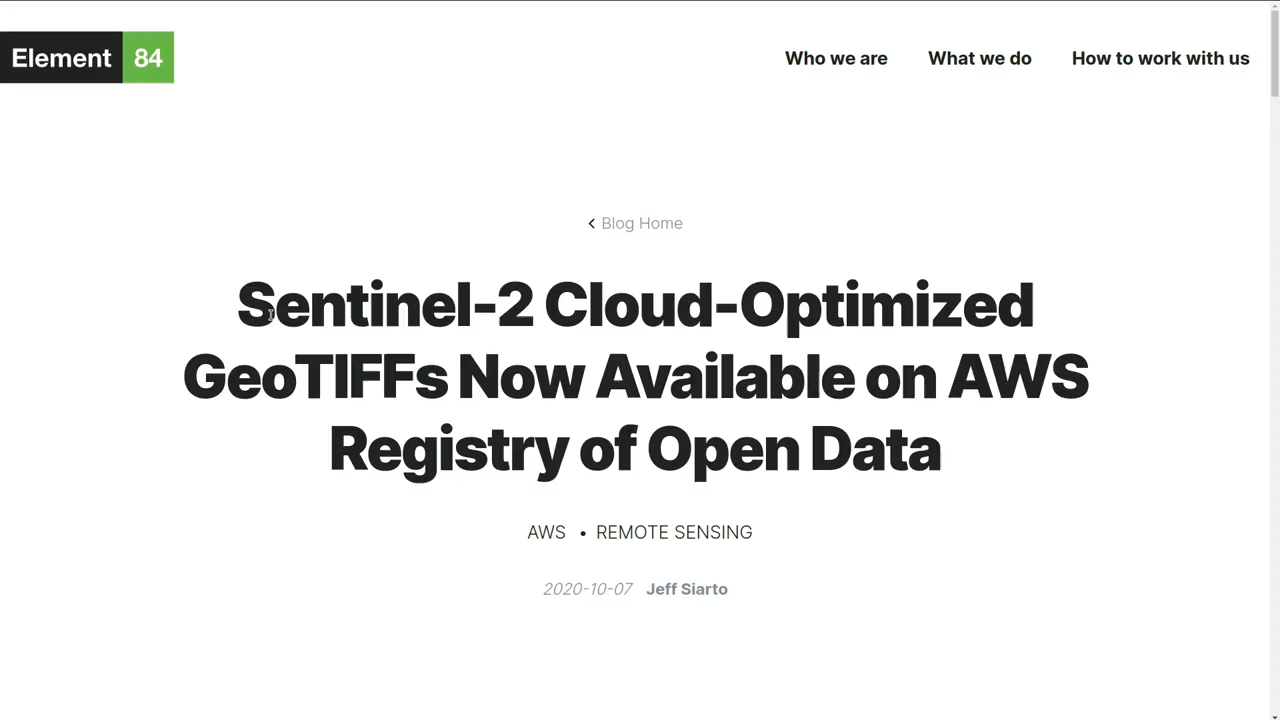 Element 84
Who we are What we do How to work with us
Blog Home
Sentinel-2 Cloud-Optimized
GeoTIFFs Now Available on AWS
Registry of Open Data
AWS • REMOTE SENSING
2020-10-07 Jeff Siarto